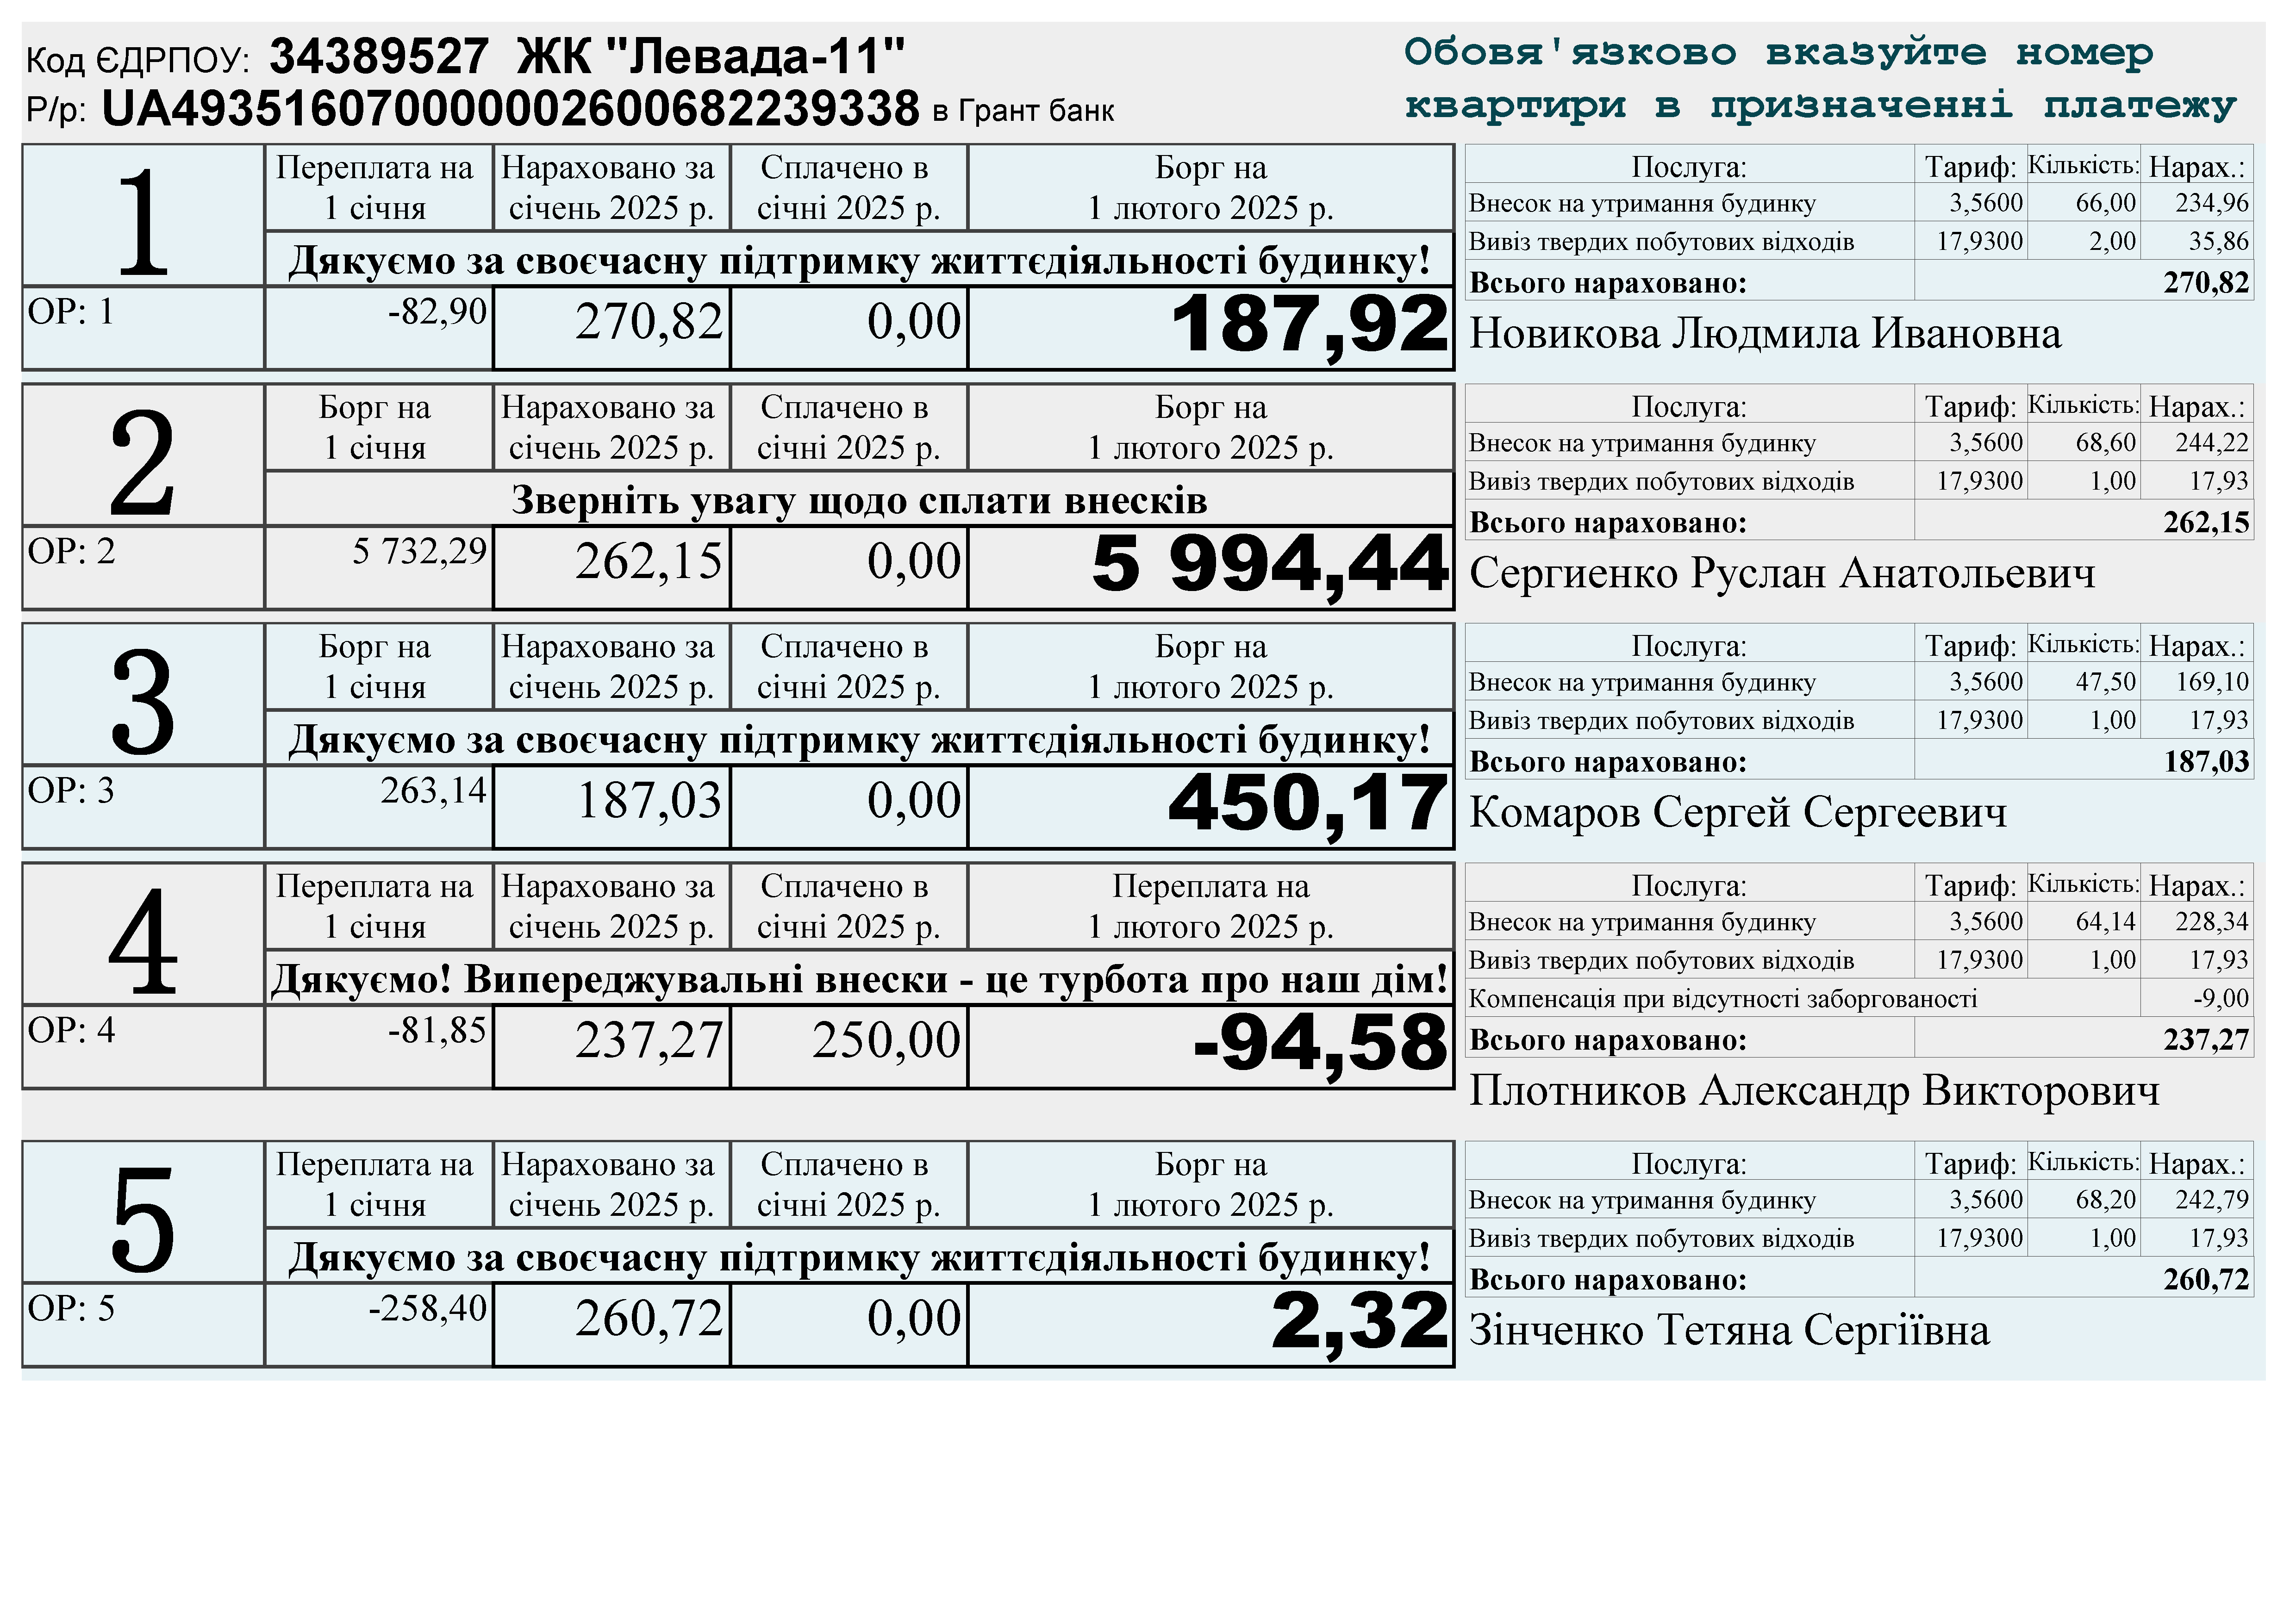 Код ЄДРПОУ: 34389527 ЖК "Левада-11"
Р/р: UA493516070000002600682239338 в Грант банк
Обовя'язково вказуйте номер
квартири в призначенні платежу
1
Переплата на 1 січня
Нараховано за січень 2025 р.
Сплачено в січні 2025 р.
Борг на 1 лютого 2025 р.
Дякуємо за своєчасну підтримку життєдіяльності будинку!
ОР: 1 -82,90 270,82 0,00 187,92
Послуга: Тариф: Кількість: Нарах.:
Внесок на утримання будинку 3,5600 66,00 234,96
Вивіз твердих побутових відходів 17,9300 2,00 35,86
Всього нараховано: 270,82
Новикова Людмила Ивановна
2
Борг на 1 січня
Нараховано за січень 2025 р.
Сплачено в січні 2025 р.
Борг на 1 лютого 2025 р.
Зверніть увагу щодо сплати внесків
ОР: 2 5 732,29 262,15 0,00 5 994,44
Послуга: Тариф: Кількість: Нарах.:
Внесок на утримання будинку 3,5600 68,60 244,22
Вивіз твердих побутових відходів 17,9300 1,00 17,93
Всього нараховано: 262,15
Сергиенко Руслан Анатольевич
3
Борг на 1 січня
Нараховано за січень 2025 р.
Сплачено в січні 2025 р.
Борг на 1 лютого 2025 р.
Дякуємо за своєчасну підтримку життєдіяльності будинку!
ОР: 3 263,14 187,03 0,00 450,17
Послуга: Тариф: Кількість: Нарах.:
Внесок на утримання будинку 3,5600 47,50 169,10
Вивіз твердих побутових відходів 17,9300 1,00 17,93
Всього нараховано: 187,03
Комаров Сергей Сергеевич
4
Переплата на 1 січня
Нараховано за січень 2025 р.
Сплачено в січні 2025 р.
Переплата на 1 лютого 2025 р.
Дякуємо! Випереджувальні внески - це турбота про наш дім!
ОР: 4 -81,85 237,27 250,00 -94,58
Послуга: Тариф: Кількість: Нарах.:
Внесок на утримання будинку 3,5600 64,14 228,34
Вивіз твердих побутових відходів 17,9300 1,00 17,93
Компенсація при відсутності заборгованості -9,00
Всього нараховано: 237,27
Плотников Александр Викторович
5
Переплата на 1 січня
Нараховано за січень 2025 р.
Сплачено в січні 2025 р.
Борг на 1 лютого 2025 р.
Дякуємо за своєчасну підтримку життєдіяльності будинку!
ОР: 5 -258,40 260,72 0,00 2,32
Послуга: Тариф: Кількість: Нарах.:
Внесок на утримання будинку 3,5600 68,20 242,79
Вивіз твердих побутових відходів 17,9300 1,00 17,93
Всього нараховано: 260,72
Зінченко Тетяна Сергіївна